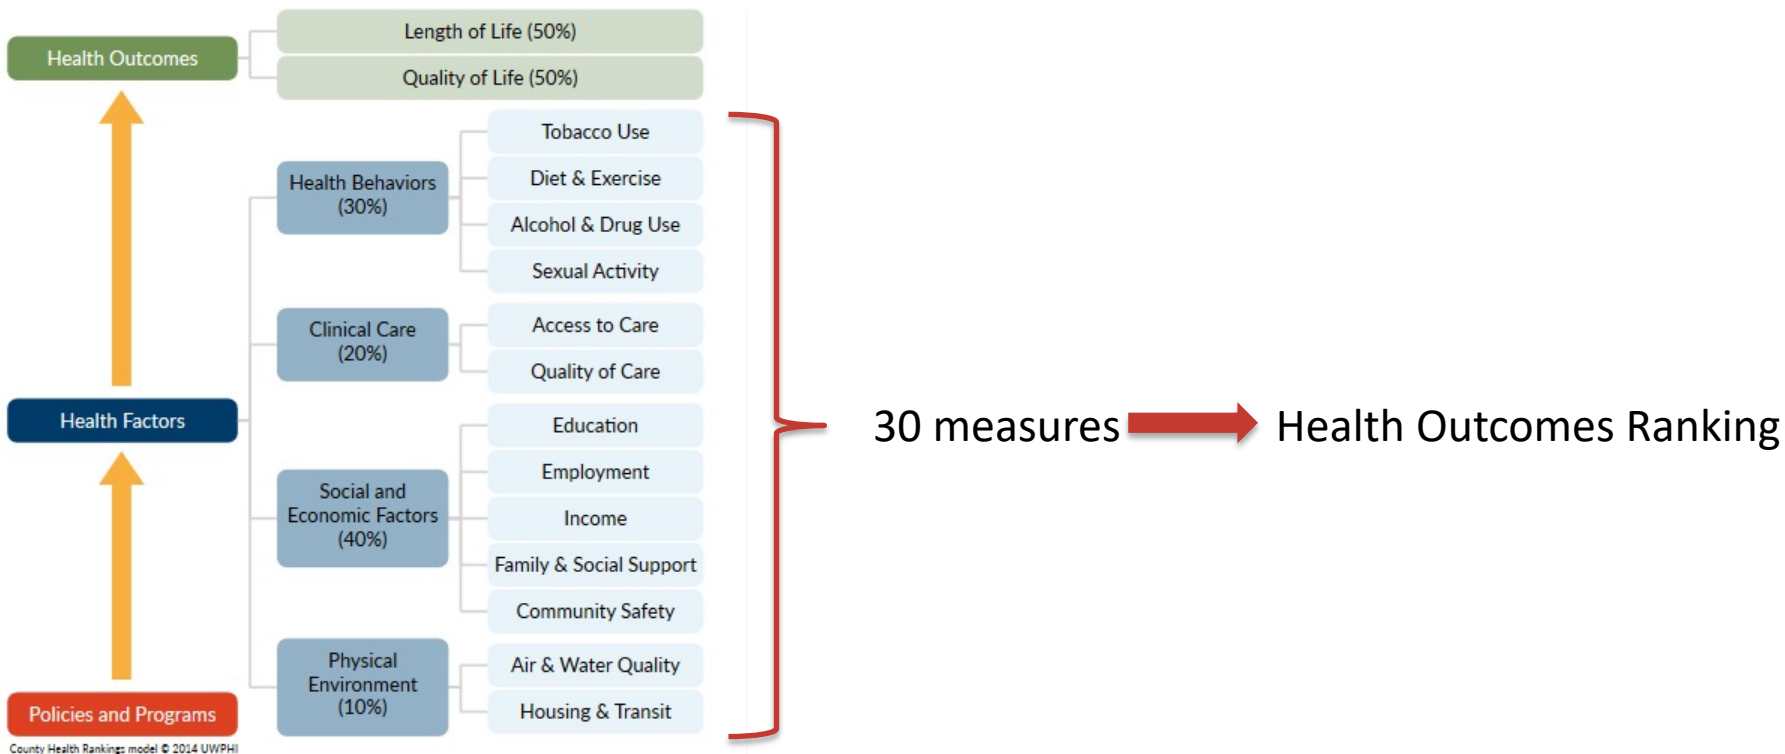 Health Outcomes
Length of Life (50%)
Quality of Life (50%)
Health Factors
Health Behaviors
(30%)
Tobacco Use
Diet & Exercise
Alcohol & Drug Use
Sexual Activity
Clinical Care
(20%)
Access to Care
Quality of Care
Social and
Economic Factors
(40%)
Education
Employment
Income
Family & Social Support
Community Safety
Physical
Environment
(10%)
Air & Water Quality
Housing & Transit
Policies and Programs
County Health Rankings model © 2014 UWPHI
30 measures
Health Outcomes Ranking